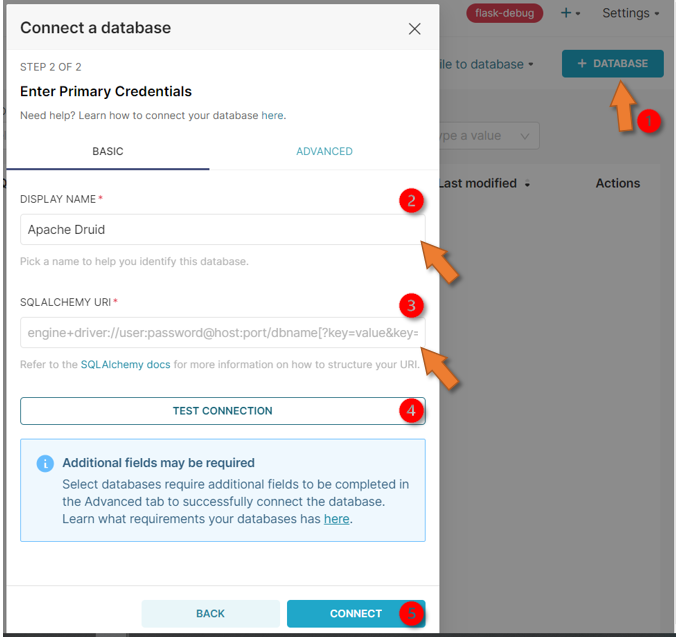 Connect a database
flask-debug
Settings
STEP 2 OF 2
Enter Primary Credentials
Need help? Learn how to connect your database here.
to database
+ DATABASE
1
BASIC
ADVANCED
a value
Last modified
Actions
DISPLAY NAME*
2
Apache Druid
Pick a name to help you identify this database.
SQLALCHEMY URI*
3
engine+driver://user:password@host:port/dbname[?key=value&key=
Refer to the SQLAlchemy docs for more information on how to structure your URI.
TEST CONNECTION
4
Additional fields may be required
Select databases require additional fields to be completed in
the Advanced tab to successfully connect the database.
Learn what requirements your databases has here.
BACK
CONNECT
5